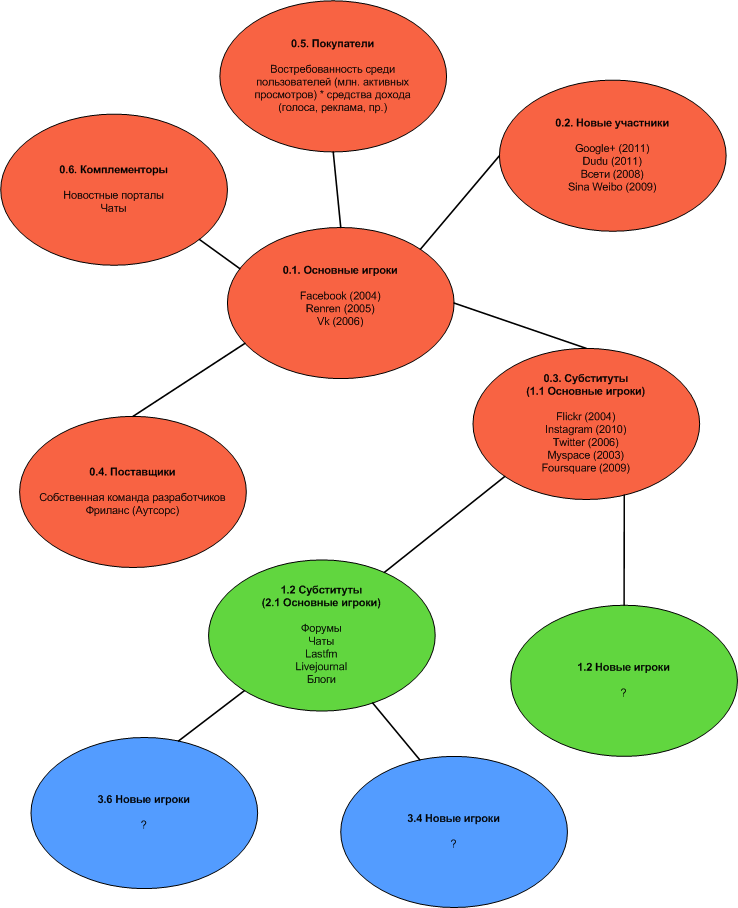 0.5. Покупатели
Востребованность среди
пользователей (млн. активных
просмотров) * средства дохода
(голоса, реклама, пр.)
0.2. Новые участники
Google+ (2011)
Dudu (2011)
Всети (2008)
Sina Weibo (2009)
0.6. Комплементоры
Новостные порталы
Чаты
0.1. Основные игроки
Facebook (2004)
Renren (2005)
Vk (2006)
0.3. Субституты
(1.1 Основные игроки)
Flickr (2004)
Instagram (2010)
Twitter (2006)
Myspace (2003)
Foursquare (2009)
0.4. Поставщики
Собственная команда разработчиков
Фриланс (Аутсорс)
1.2 Субституты
(2.1 Основные игроки)
Форумы
Чаты
Lastfm
Livejournal
Блоги
1.2 Новые игроки
?
3.6 Новые игроки
?
3.4 Новые игроки
?